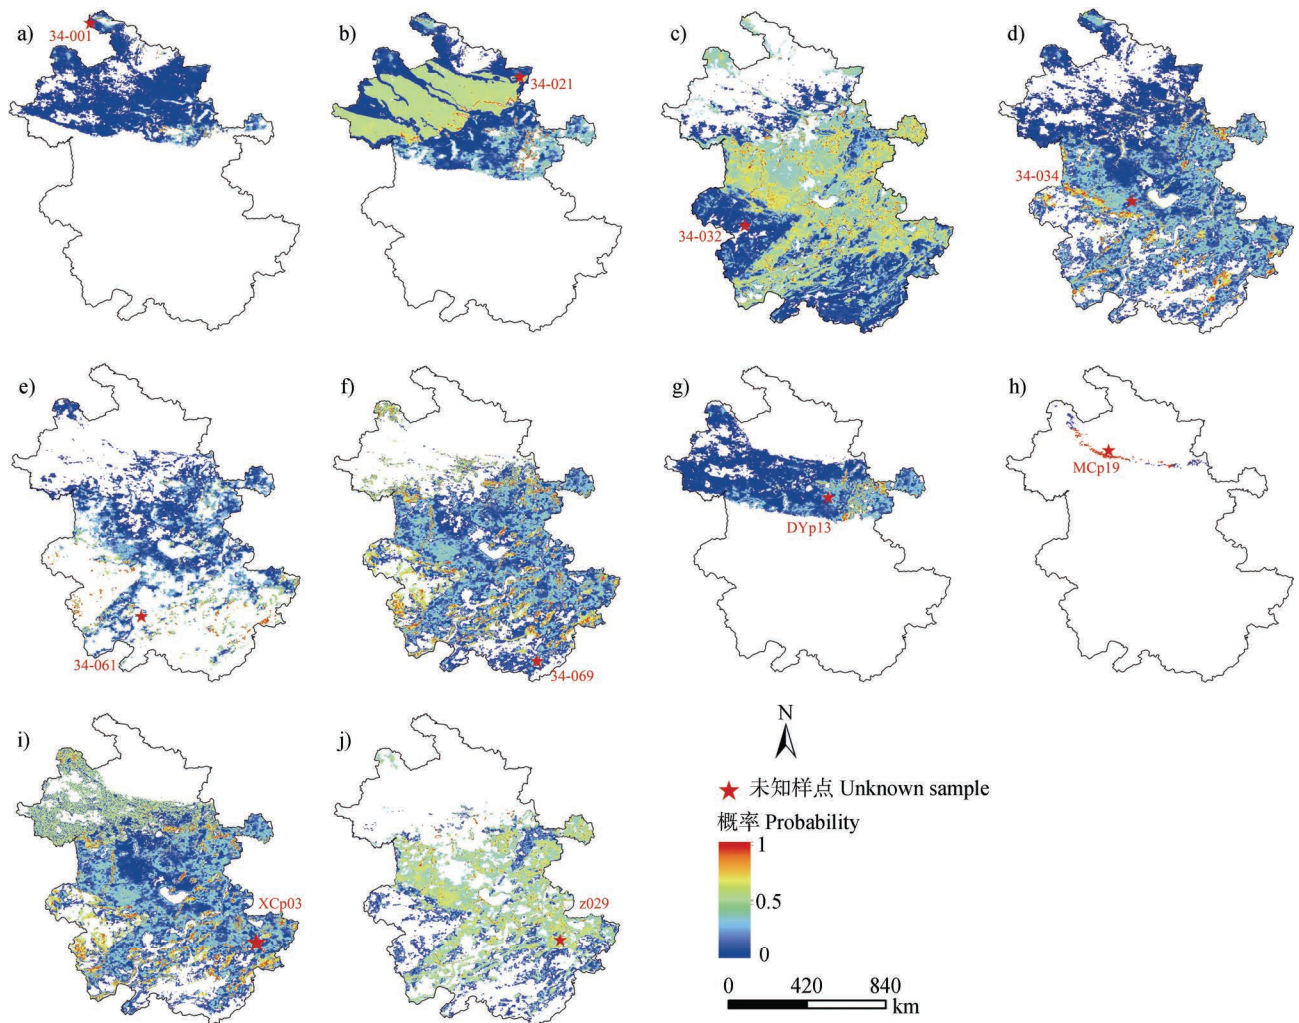 a)
34-001
b)
34-021
c)
34-032
d)
34-034
e)
34-061
f)
34-069
g)
DYp13
h)
MCp19
i)
XCp03
j)
z029
N
未知样点 Unknown sample
概率 Probability
1
0.5
0
0 420 840
km